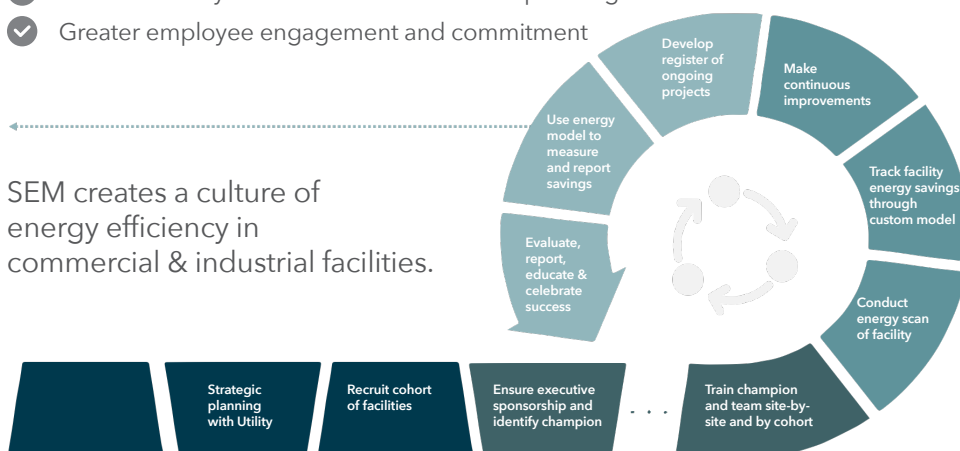 Greater employee engagement and commitment
SEM creates a culture of
energy efficiency in
commercial & industrial facilities.
Strategic
planning
with Utility
Recruit cohort
of facilities
Ensure executive
sponsorship and
identify champion
. . .
Train champion
and team site-by-
site and by cohort
Conduct
energy scan
of facility
Track facility
energy savings
through
custom model
Make
continuous
improvements
Develop
register of
ongoing
projects
Use energy
model to
measure
and report
savings
Evaluate,
report,
educate &
celebrate
success